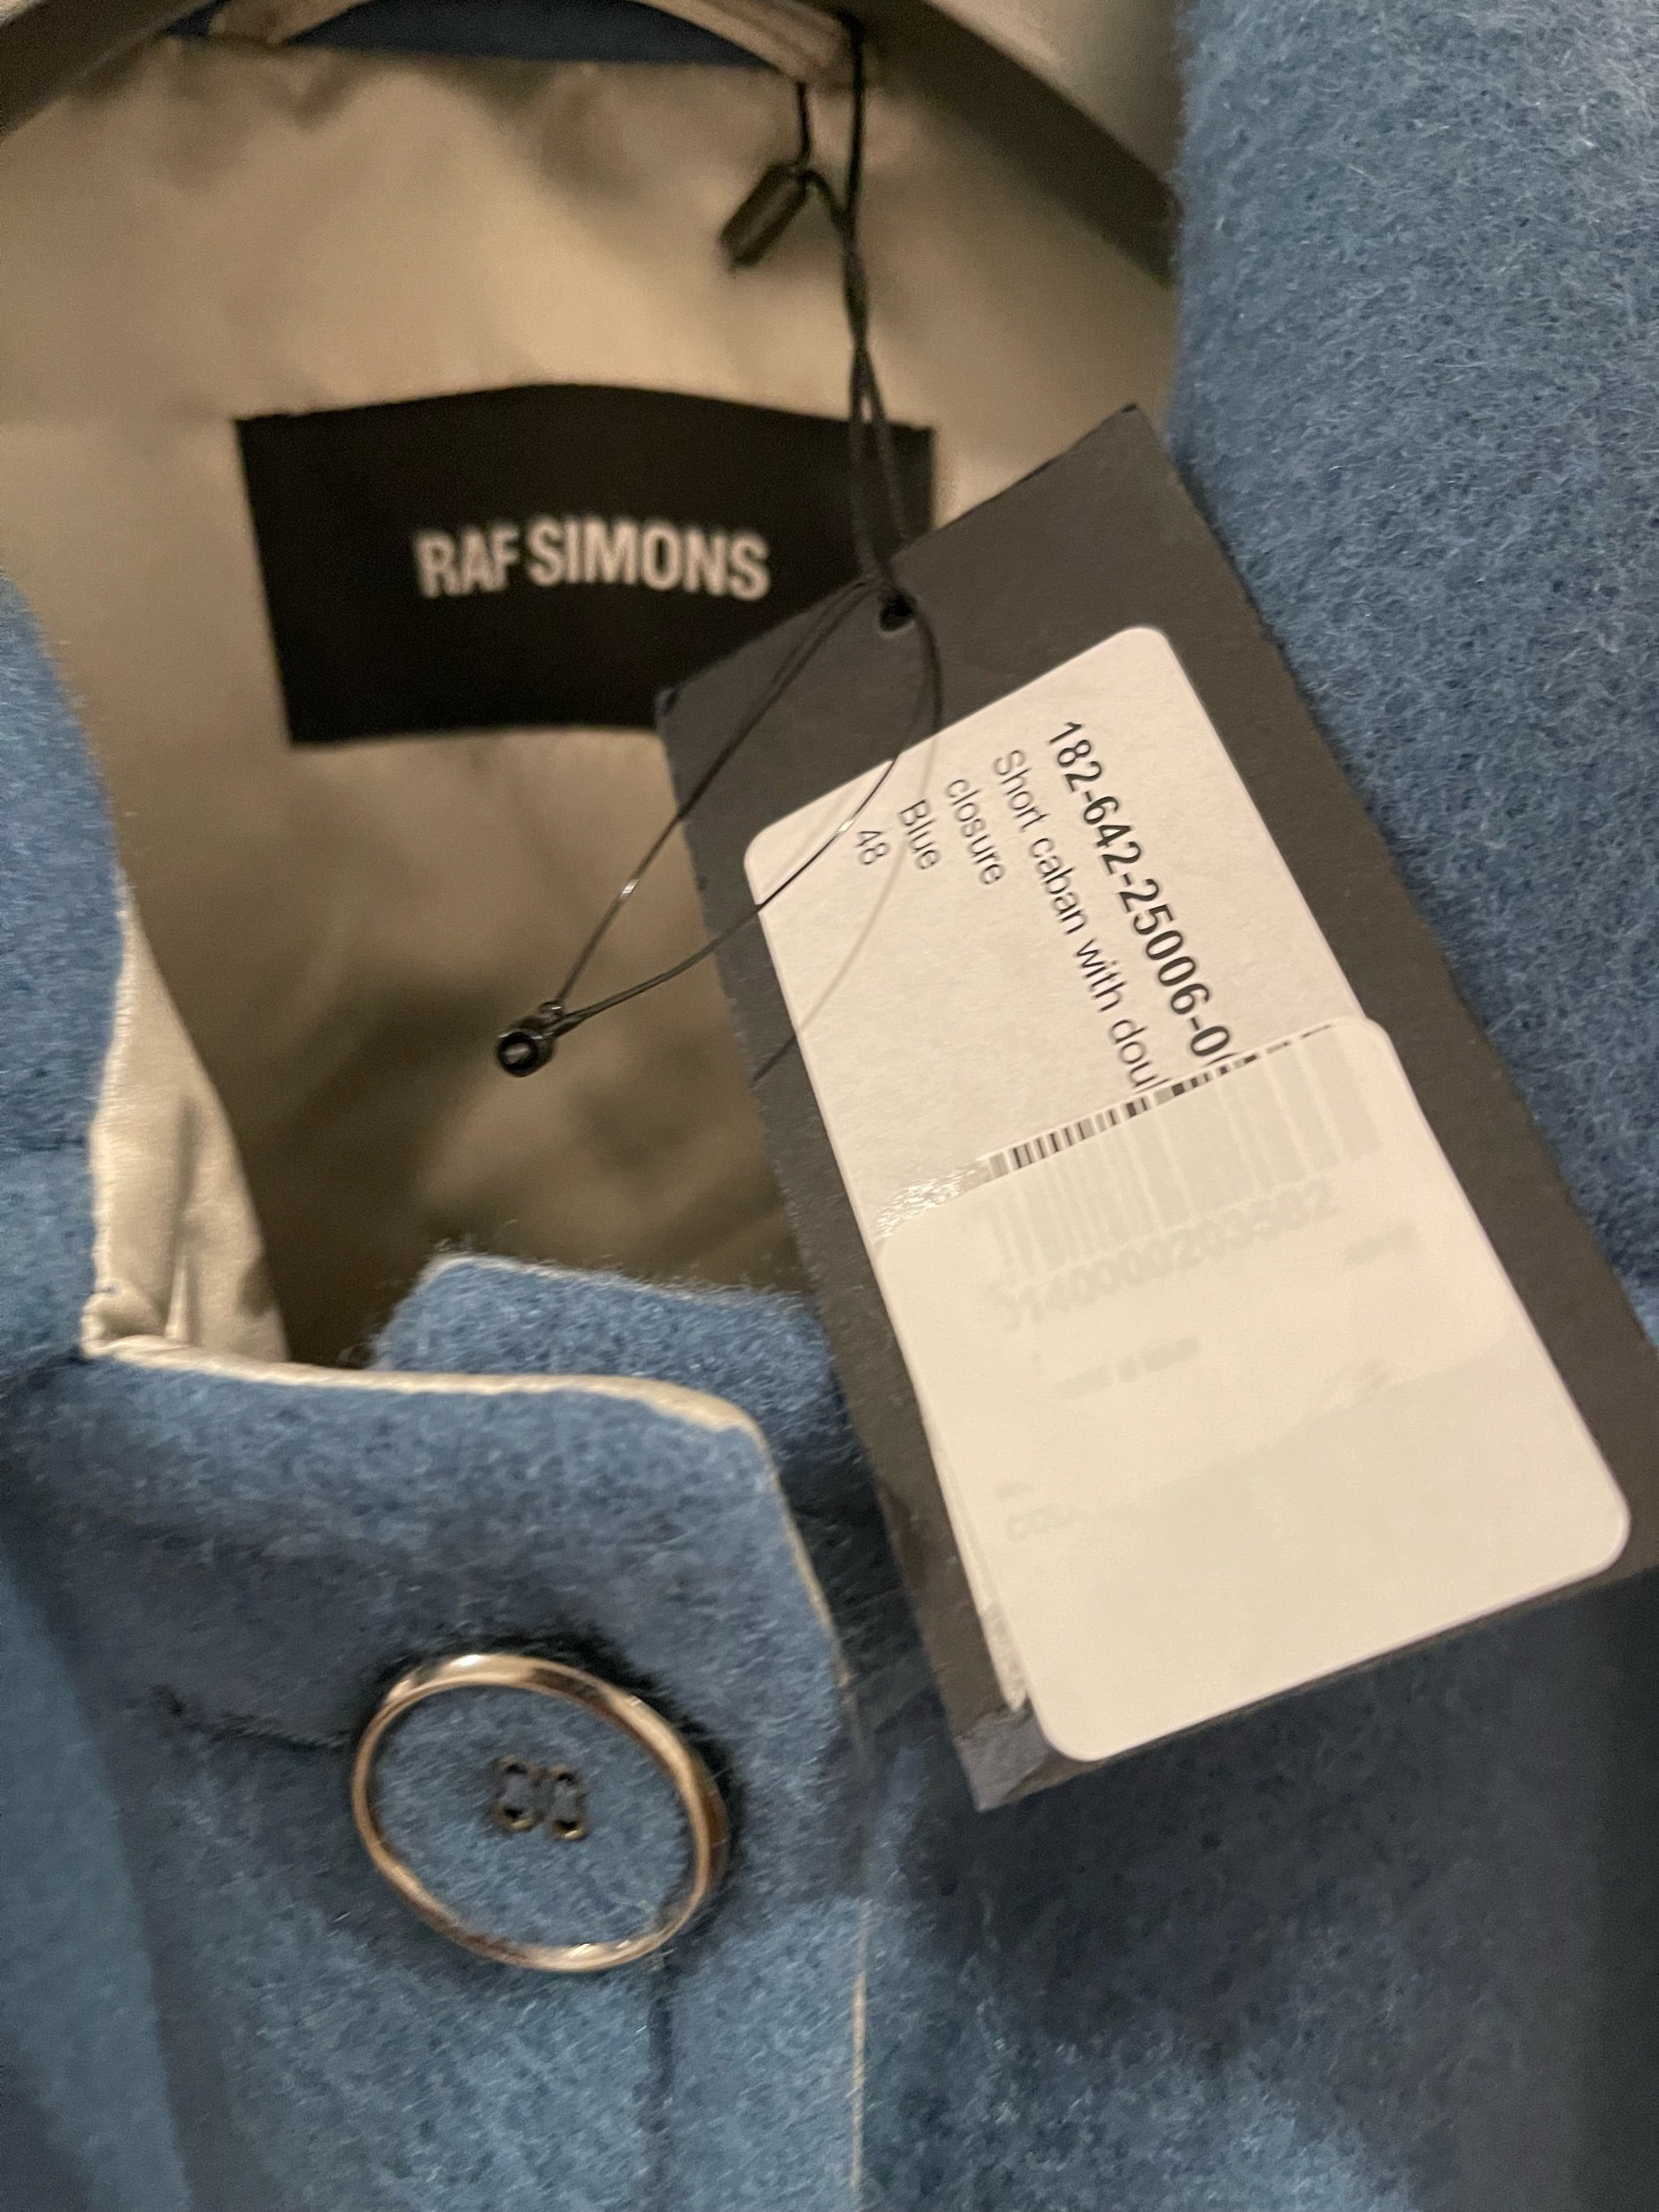 RAF SIMONS
182-642-25006-0
Short caban with dou
closure
Blue
48